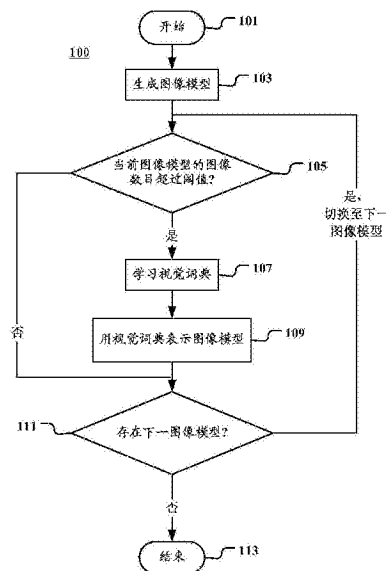 开始
101
100
生成图像模型
103
当前图像模型的图像
数目超过阈值?
105
是,
切换至下一
图像模型
是
学习视觉词典
107
否
用视觉词典表示图像模型
109
111
存在下一图像模型?
否
结束
113